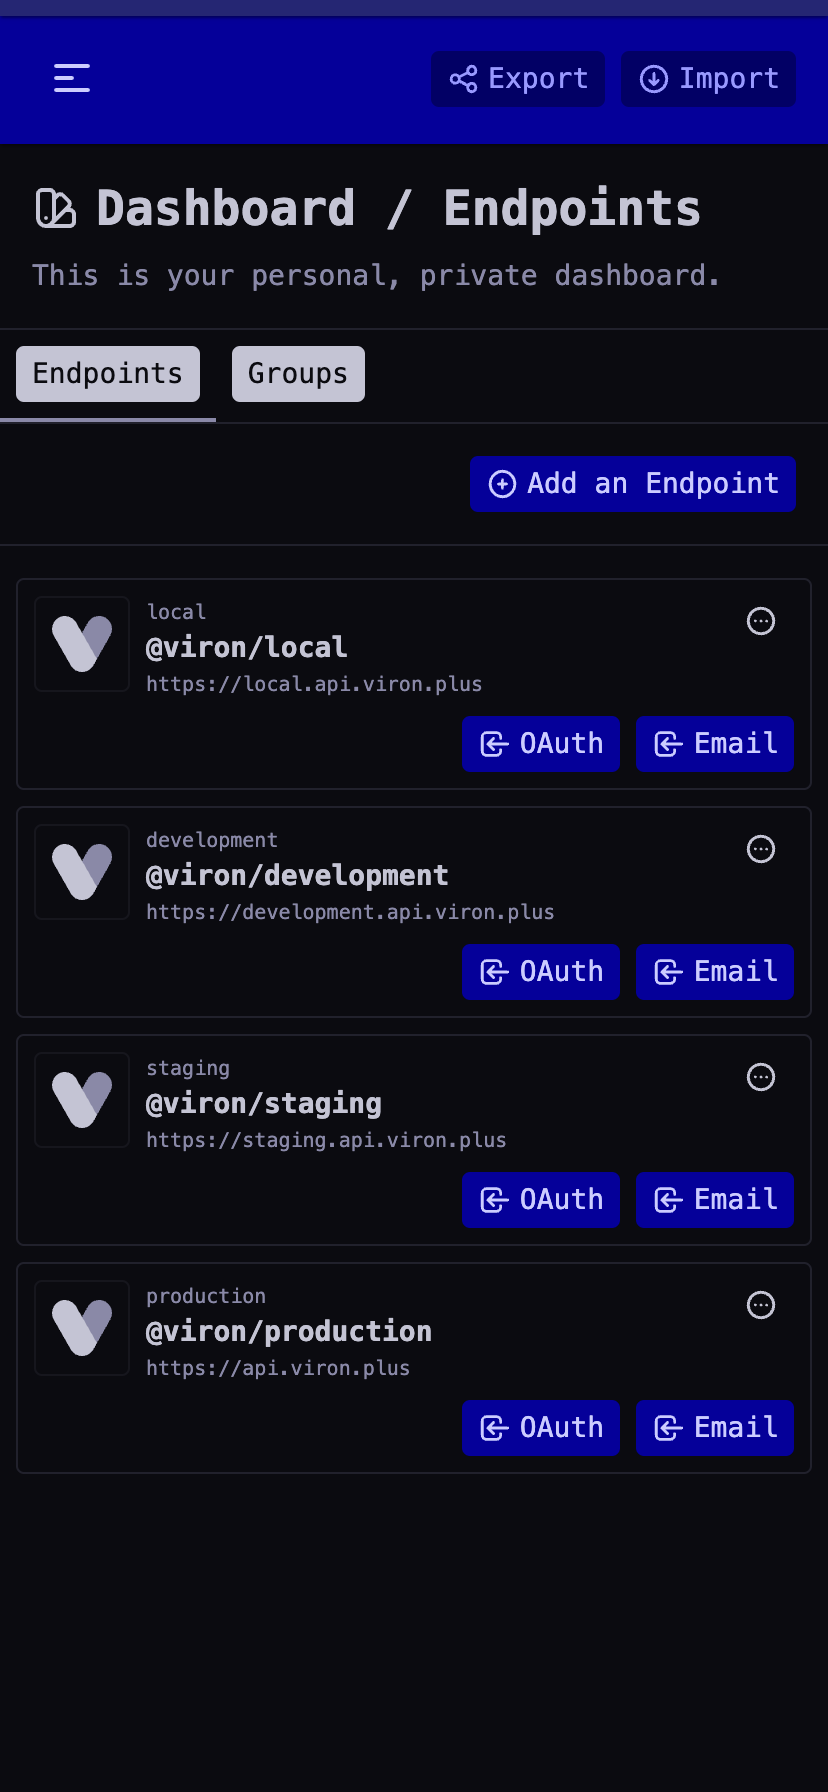 Export Import
Dashboard / Endpoints
This is your personal, private dashboard.
Endpoints Groups
Add an Endpoint
local
@viron/local
https://local.api.viron.plus
OAuth Email
development
@viron/development
https://development.api.viron.plus
OAuth Email
staging
@viron/staging
https://staging.api.viron.plus
OAuth Email
production
@viron/production
https://api.viron.plus
OAuth Email